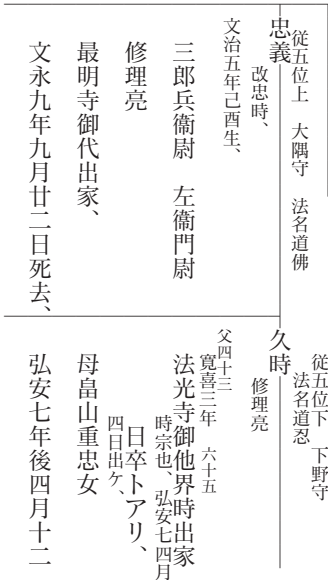 従五位上　大隅守　法名道佛
忠義
改忠時、
文治五年己酉生、
三郎兵衞尉　左衞門尉
修理亮
最明寺御代出家、
文永九年九月廿二日死去、
従五位下　下野守
法名道忍
久時
修理亮
父四十三
寛喜三年　六十五
法光寺御他界時出家
時宗也、弘安七四月
日卒トアリ、
四日出ケ、
母畠山重忠女
弘安七年後四月十二